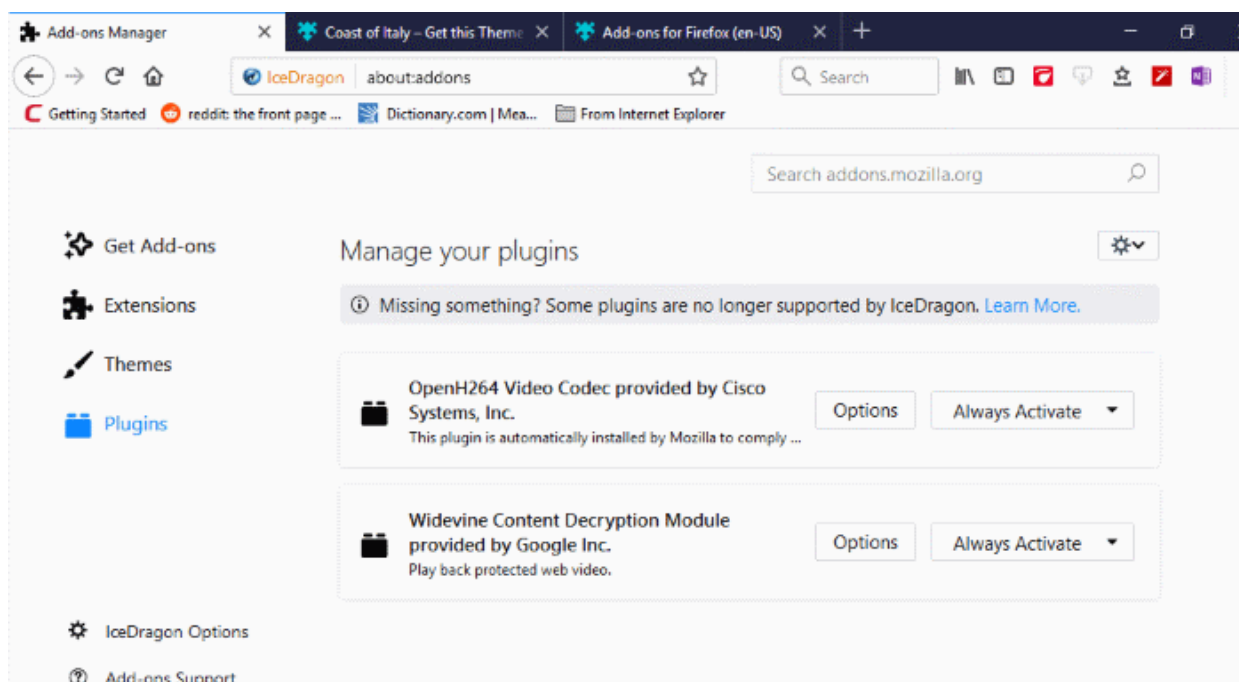 Add-ons Manager
Coast of Italy – Get this Theme
Add-ons for Firefox (en-US)
IceDragon
about:addons
Search
Getting Started
reddit: the front page ...
Dictionary.com | Mea...
From Internet Explorer
Search addons.mozilla.org
Get Add-ons
Extensions
Themes
Plugins
Manage your plugins
Missing something? Some plugins are no longer supported by IceDragon. Learn More.
OpenH264 Video Codec provided by Cisco
Systems, Inc.
This plugin is automatically installed by Mozilla to comply ...
Options
Always Activate
Widevine Content Decryption Module
provided by Google Inc.
Play back protected web video.
Options
Always Activate
IceDragon Options
Add-ons Support